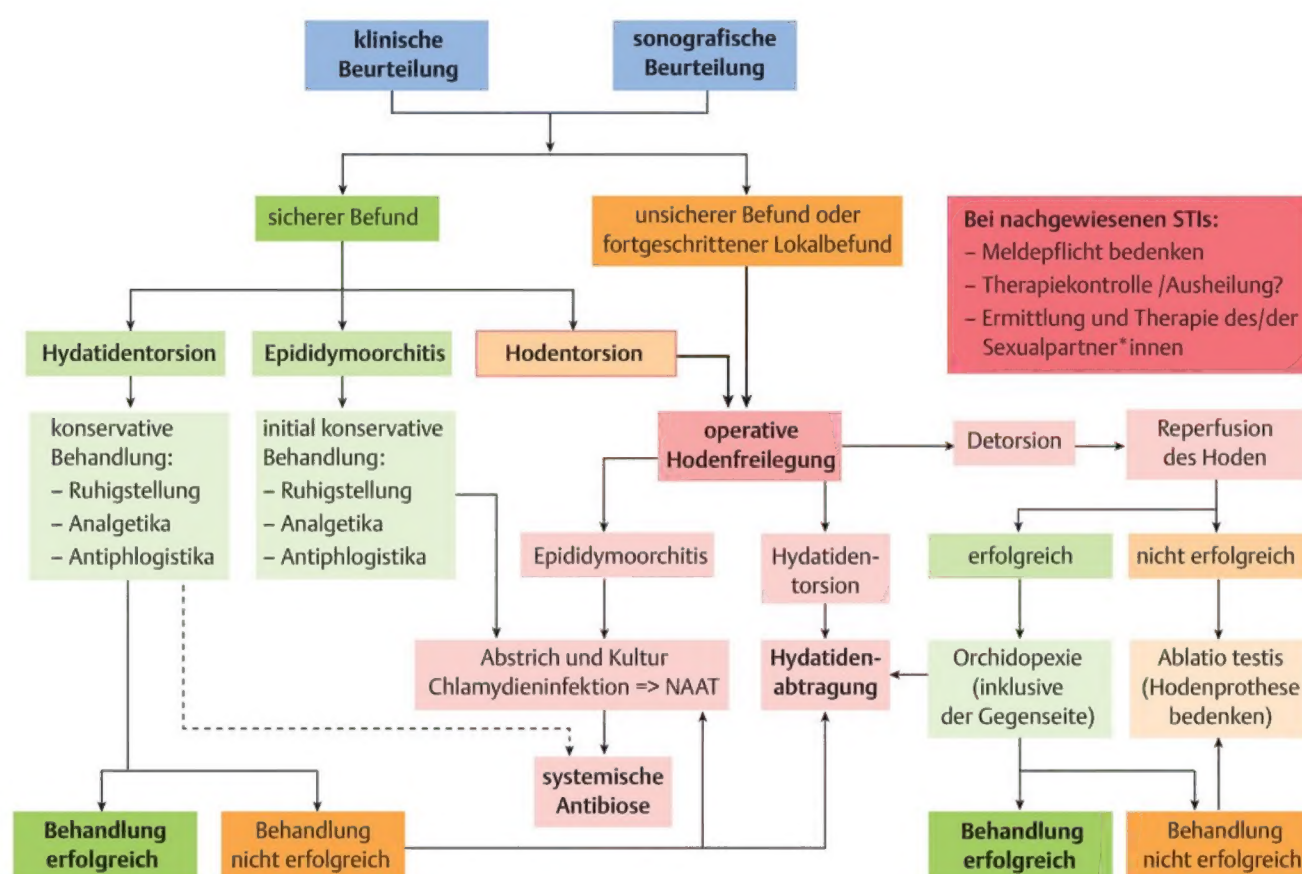 klinische
Beurteilung
sonografische
Beurteilung
sicherer Befund
unsicherer Befund oder
fortgeschrittener Lokalbefund
Bei nachgewiesenen STIs:
– Meldepflicht bedenken
– Therapiekontrolle /Ausheilung?
– Ermittlung und Therapie des/der
Sexualpartner*innen
Hydatidentorsion
Epididymoorchitis
Hodentorsion
konservative
Behandlung:
– Ruhigstellung
– Analgetika
– Antiphlogistika
initial konservative
Behandlung:
– Ruhigstellung
– Analgetika
– Antiphlogistika
operative
Hodenfreilegung
Detorsion
Reperfusion
des Hoden
Epididymoorchitis
Hydatiden-
torsion
erfolgreich
nicht erfolgreich
Abstrich und Kultur
Chlamydieninfektion => NAAT
Hydatiden-
abtragung
Orchidopexie
(inklusive
der Gegenseite)
Ablatio testis
(Hodenprothese
bedenken)
systemische
Antibiose
Behandlung
erfolgreich
Behandlung
nicht erfolgreich
Behandlung
erfolgreich
Behandlung
nicht erfolgreich